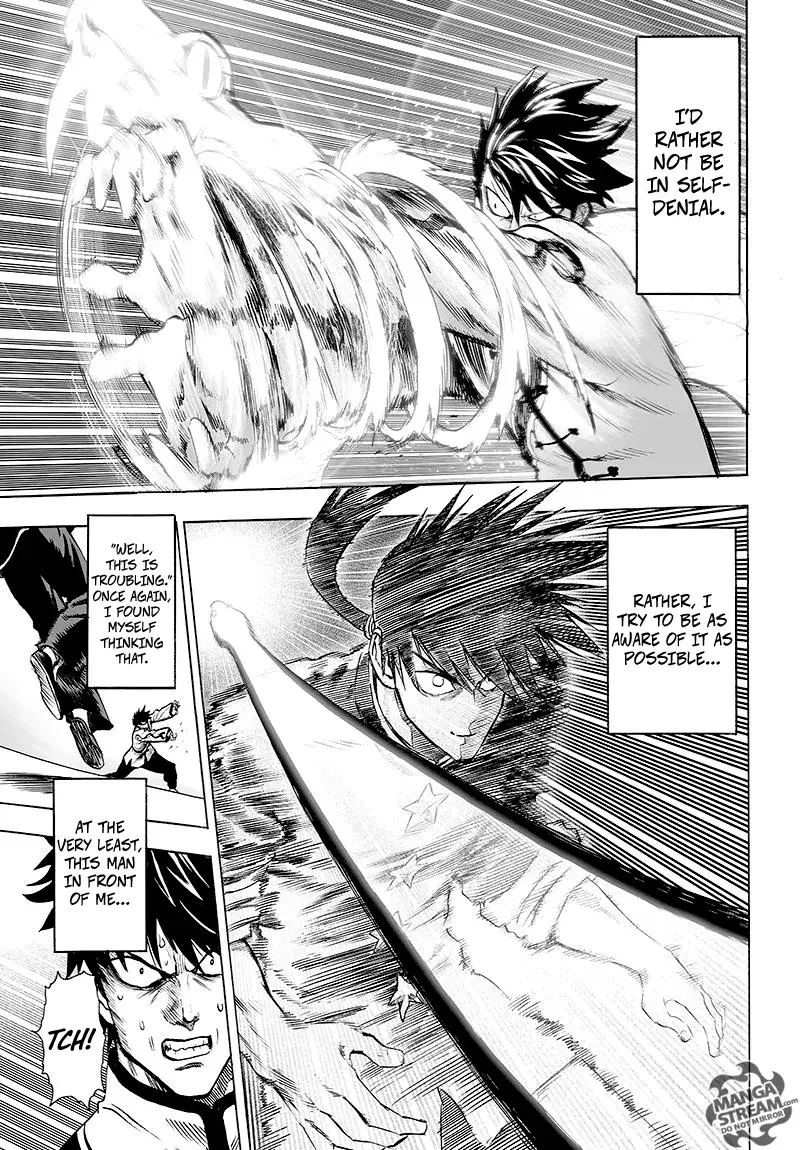 I'D
RATHER
NOT BE
IN SELF-
DENIAL.
RATHER, I
TRY TO BE AS
AWARE OF IT AS
POSSIBLE...
"WELL,
THIS IS
TROUBLING."
ONCE AGAIN,
I FOUND
MYSELF
THINKING
THAT.
AT THE
VERY LEAST,
THIS MAN
IN FRONT
OF ME...
TCH!
MANGA
STREAM.com
DO NOT MIRROR